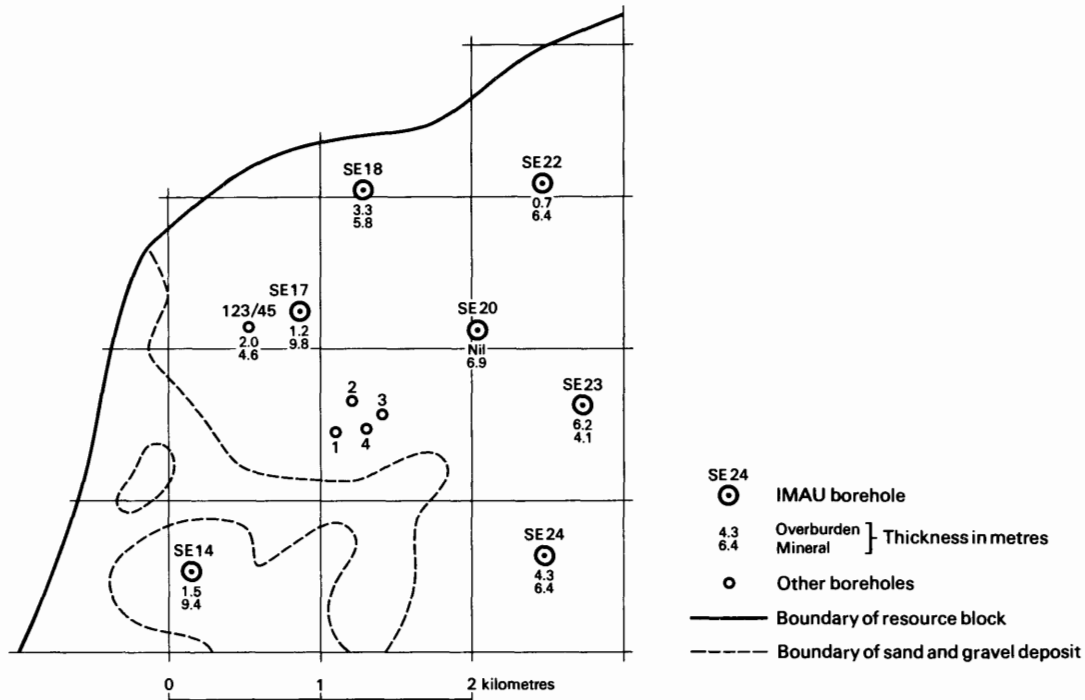 SE18
3.3
5.8
SE22
0.7
6.4
SE17
1.2
9.8
123/45
2.0
4.6
SE20
Nil
6.9
SE23
6.2
4.1
2
3
1
4
SE14
1.5
9.4
SE24
4.3
6.4
SE24
IMAU borehole
4.3
6.4
Overburden
Mineral
Thickness in metres
Other boreholes
Boundary of resource block
Boundary of sand and gravel deposit
0
1
2 kilometres